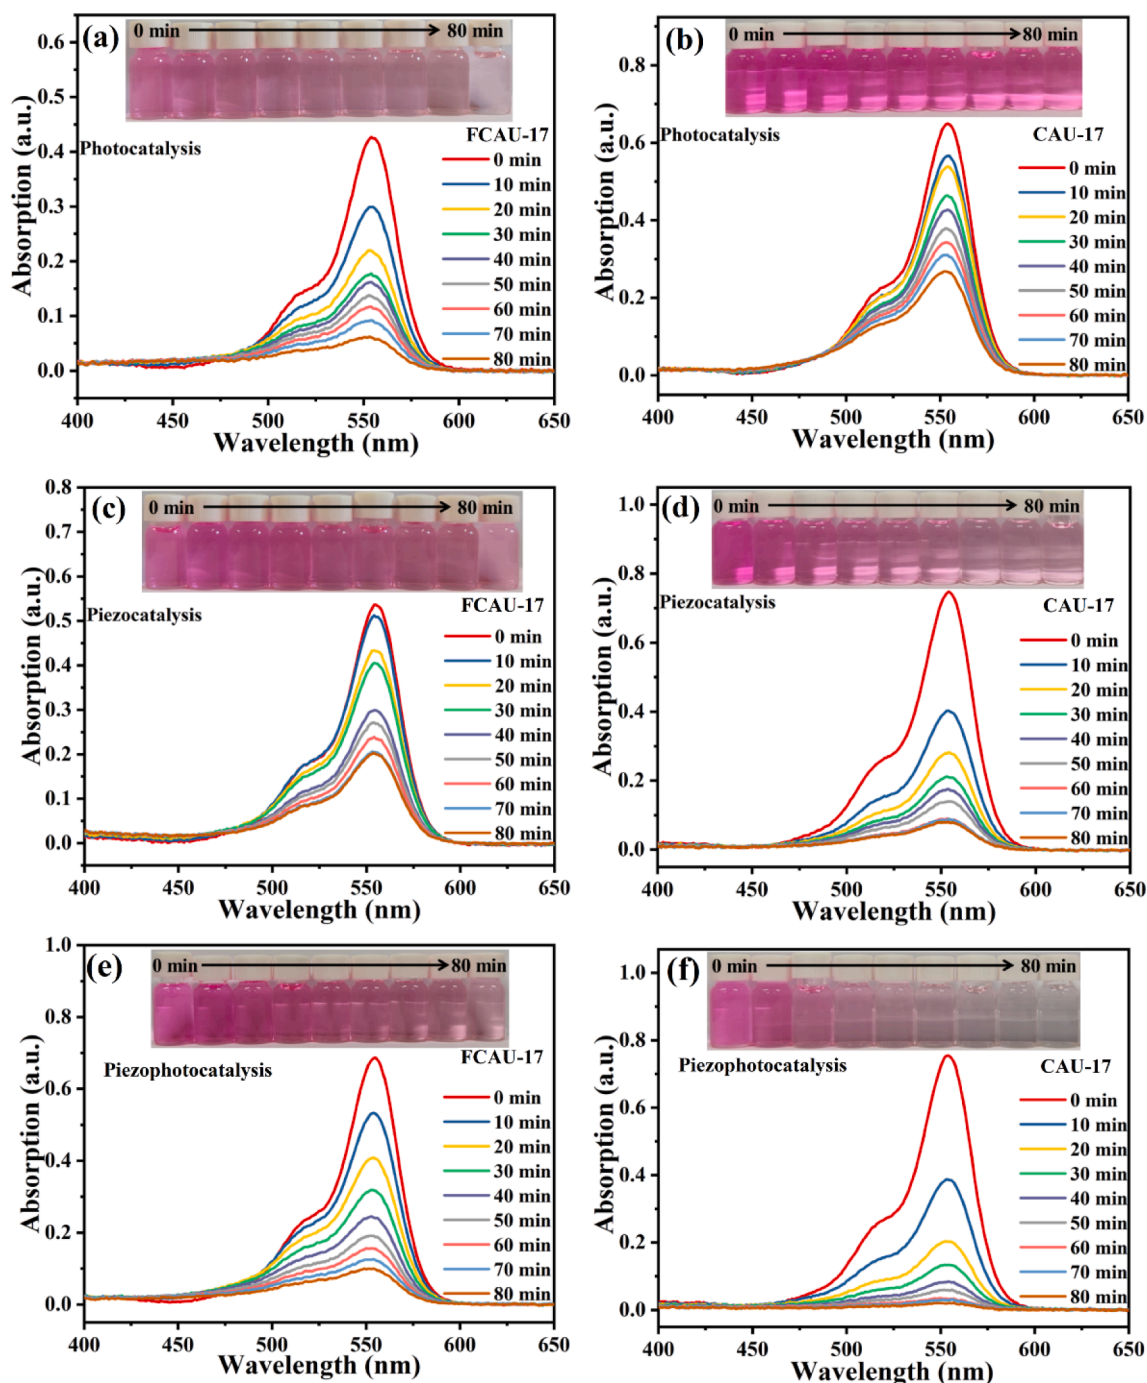 (a)
0 min
80 min
Photocatalysis
FCAU-17
0 min
10 min
20 min
30 min
40 min
50 min
60 min
70 min
80 min
0.6
0.5
0.4
0.3
0.2
0.1
0.0
Absorption (a.u.)
400 450 500 550 600 650
Wavelength (nm)
(b)
0 min
80 min
Photocatalysis
CAU-17
0 min
10 min
20 min
30 min
40 min
50 min
60 min
70 min
80 min
0.8
0.6
0.4
0.2
0.0
Absorption (a.u.)
400 450 500 550 600 650
Wavelength (nm)
(c)
0 min
80 min
Piezocatalysis
FCAU-17
0 min
10 min
20 min
30 min
40 min
50 min
60 min
70 min
80 min
0.8
0.7
0.6
0.5
0.4
0.3
0.2
0.1
0.0
Absorption (a.u.)
400 450 500 550 600 650
Wavelength (nm)
(d)
0 min
80 min
Piezocatalysis
CAU-17
0 min
10 min
20 min
30 min
40 min
50 min
60 min
70 min
80 min
1.0
0.8
0.6
0.4
0.2
0.0
Absorption (a.u.)
400 450 500 550 600 650
Wavelength (nm)
(e)
0 min
80 min
Piezophotocatalysis
FCAU-17
0 min
10 min
20 min
30 min
40 min
50 min
60 min
70 min
80 min
1.0
0.8
0.6
0.4
0.2
0.0
Absorption (a.u.)
400 450 500 550 600 650
Wavelength (nm)
(f)
0 min
80 min
Piezophotocatalysis
CAU-17
0 min
10 min
20 min
30 min
40 min
50 min
60 min
70 min
80 min
1.0
0.8
0.6
0.4
0.2
0.0
Absorption (a.u.)
400 450 500 550 600 650
Wavelength (nm)